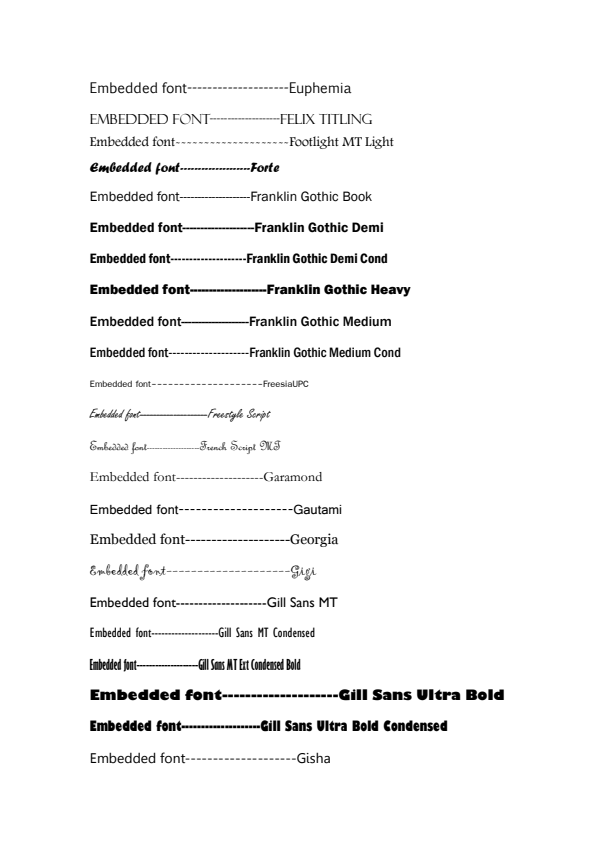 Embedded font--------------------Euphemia
EMBEDDED FONT--------------------FELIX TITLING
Embedded font--------------------Footlight MT Light
Embedded font--------------------Forte
Embedded font--------------------Franklin Gothic Book
Embedded font--------------------Franklin Gothic Demi
Embedded font--------------------Franklin Gothic Demi Cond
Embedded font--------------------Franklin Gothic Heavy
Embedded font--------------------Franklin Gothic Medium
Embedded font--------------------Franklin Gothic Medium Cond
Embedded font--------------------FreesiaUPC
Embedded font--------------------Freestyle Script
Embedded font--------------------French Script MT
Embedded font--------------------Garamond
Embedded font--------------------Gautami
Embedded font--------------------Georgia
Embedded font--------------------Gigi
Embedded font--------------------Gill Sans MT
Embedded font--------------------Gill Sans MT Condensed
Embedded font--------------------Gill Sans MT Ext Condensed Bold
Embedded font--------------------Gill Sans Ultra Bold
Embedded font--------------------Gill Sans Ultra Bold Condensed
Embedded font--------------------Gisha